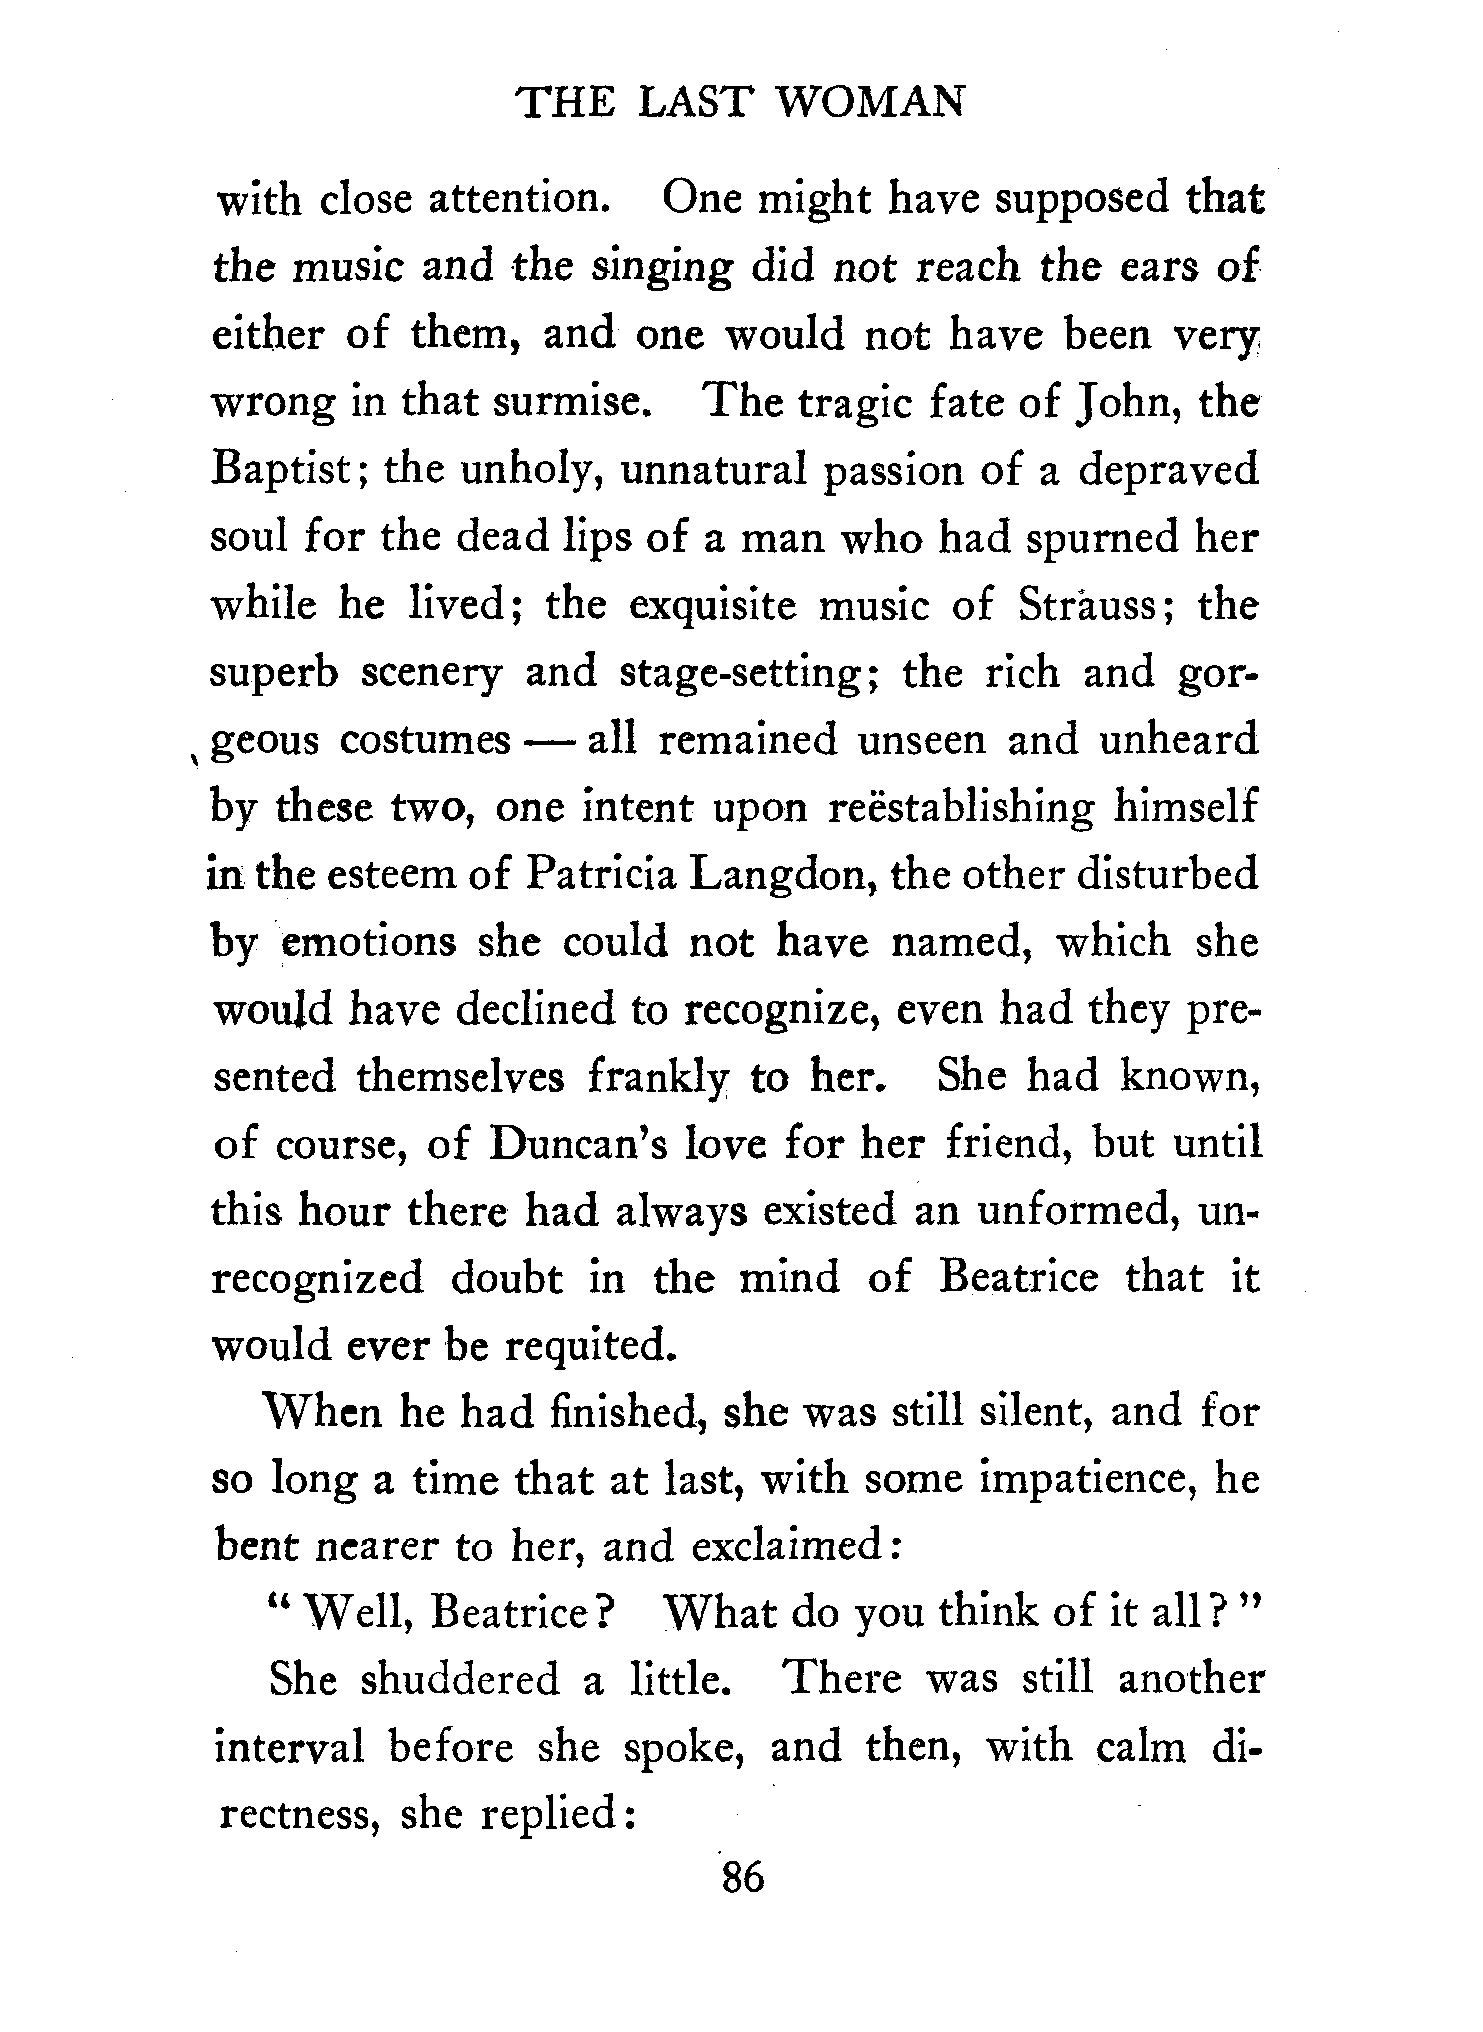 THE LAST WOMAN
with close attention. One might have supposed that
the music and the singing did not reach the ears of
either of them, and one would not have been very
wrong in that surmise. The tragic fate of John, the
Baptist; the unholy, unnatural passion of a depraved
soul for the dead lips of a man who had spurned her
while he lived; the exquisite music of Strauss; the
superb scenery and stage-setting; the rich and gor-
geous costumes — all remained unseen and unheard
by these two, one intent upon reëstablishing himself
in the esteem of Patricia Langdon, the other disturbed
by emotions she could not have named, which she
would have declined to recognize, even had they pre-
sented themselves frankly to her. She had known,
of course, of Duncan's love for her friend, but until
this hour there had always existed an unformed, un-
recognized doubt in the mind of Beatrice that it
would ever be requited.
When he had finished, she was still silent, and for
so long a time that at last, with some impatience, he
bent nearer to her, and exclaimed:
“ Well, Beatrice? What do you think of it all? ”
She shuddered a little. There was still another
interval before she spoke, and then, with calm di-
rectness, she replied:
86